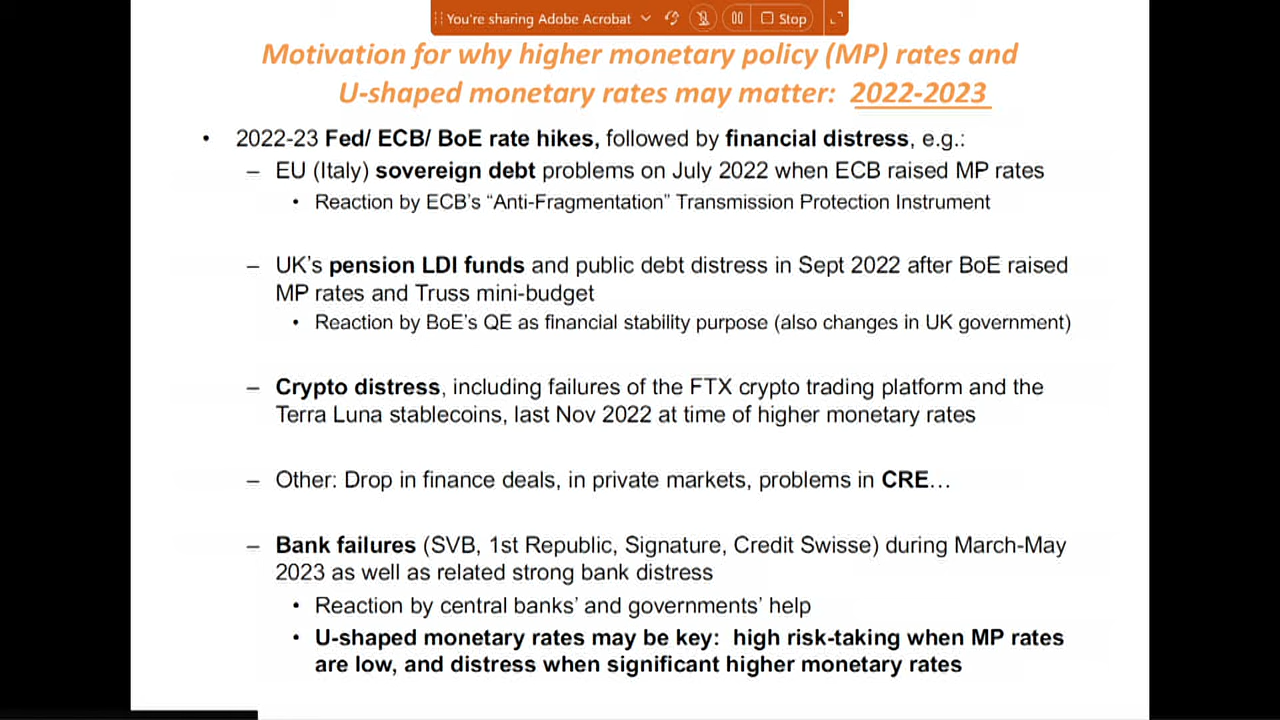 You're sharing Adobe Acrobat Stop
Motivation for why higher monetary policy (MP) rates and
U-shaped monetary rates may matter: 2022-2023
• 2022-23 Fed/ ECB/ BoE rate hikes, followed by financial distress, e.g.:
– EU (Italy) sovereign debt problems on July 2022 when ECB raised MP rates
• Reaction by ECB's “Anti-Fragmentation” Transmission Protection Instrument
– UK's pension LDI funds and public debt distress in Sept 2022 after BoE raised
MP rates and Truss mini-budget
• Reaction by BoE's QE as financial stability purpose (also changes in UK government)
– Crypto distress, including failures of the FTX crypto trading platform and the
Terra Luna stablecoins, last Nov 2022 at time of higher monetary rates
– Other: Drop in finance deals, in private markets, problems in CRE…
– Bank failures (SVB, 1st Republic, Signature, Credit Swisse) during March-May
2023 as well as related strong bank distress
• Reaction by central banks' and governments' help
• U-shaped monetary rates may be key: high risk-taking when MP rates
are low, and distress when significant higher monetary rates